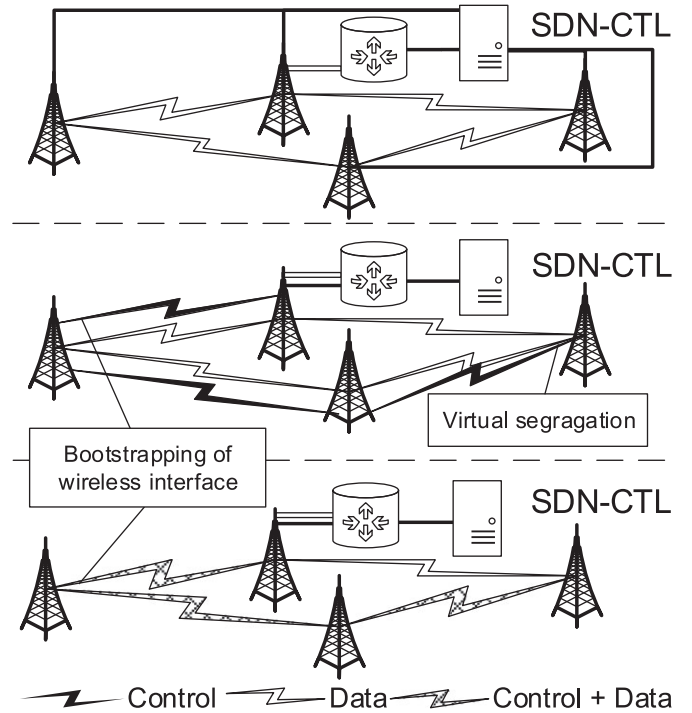 SDN-CTL
SDN-CTL
Virtual segragation
Bootstrapping of
wireless interface
SDN-CTL
Control
Data
Control + Data